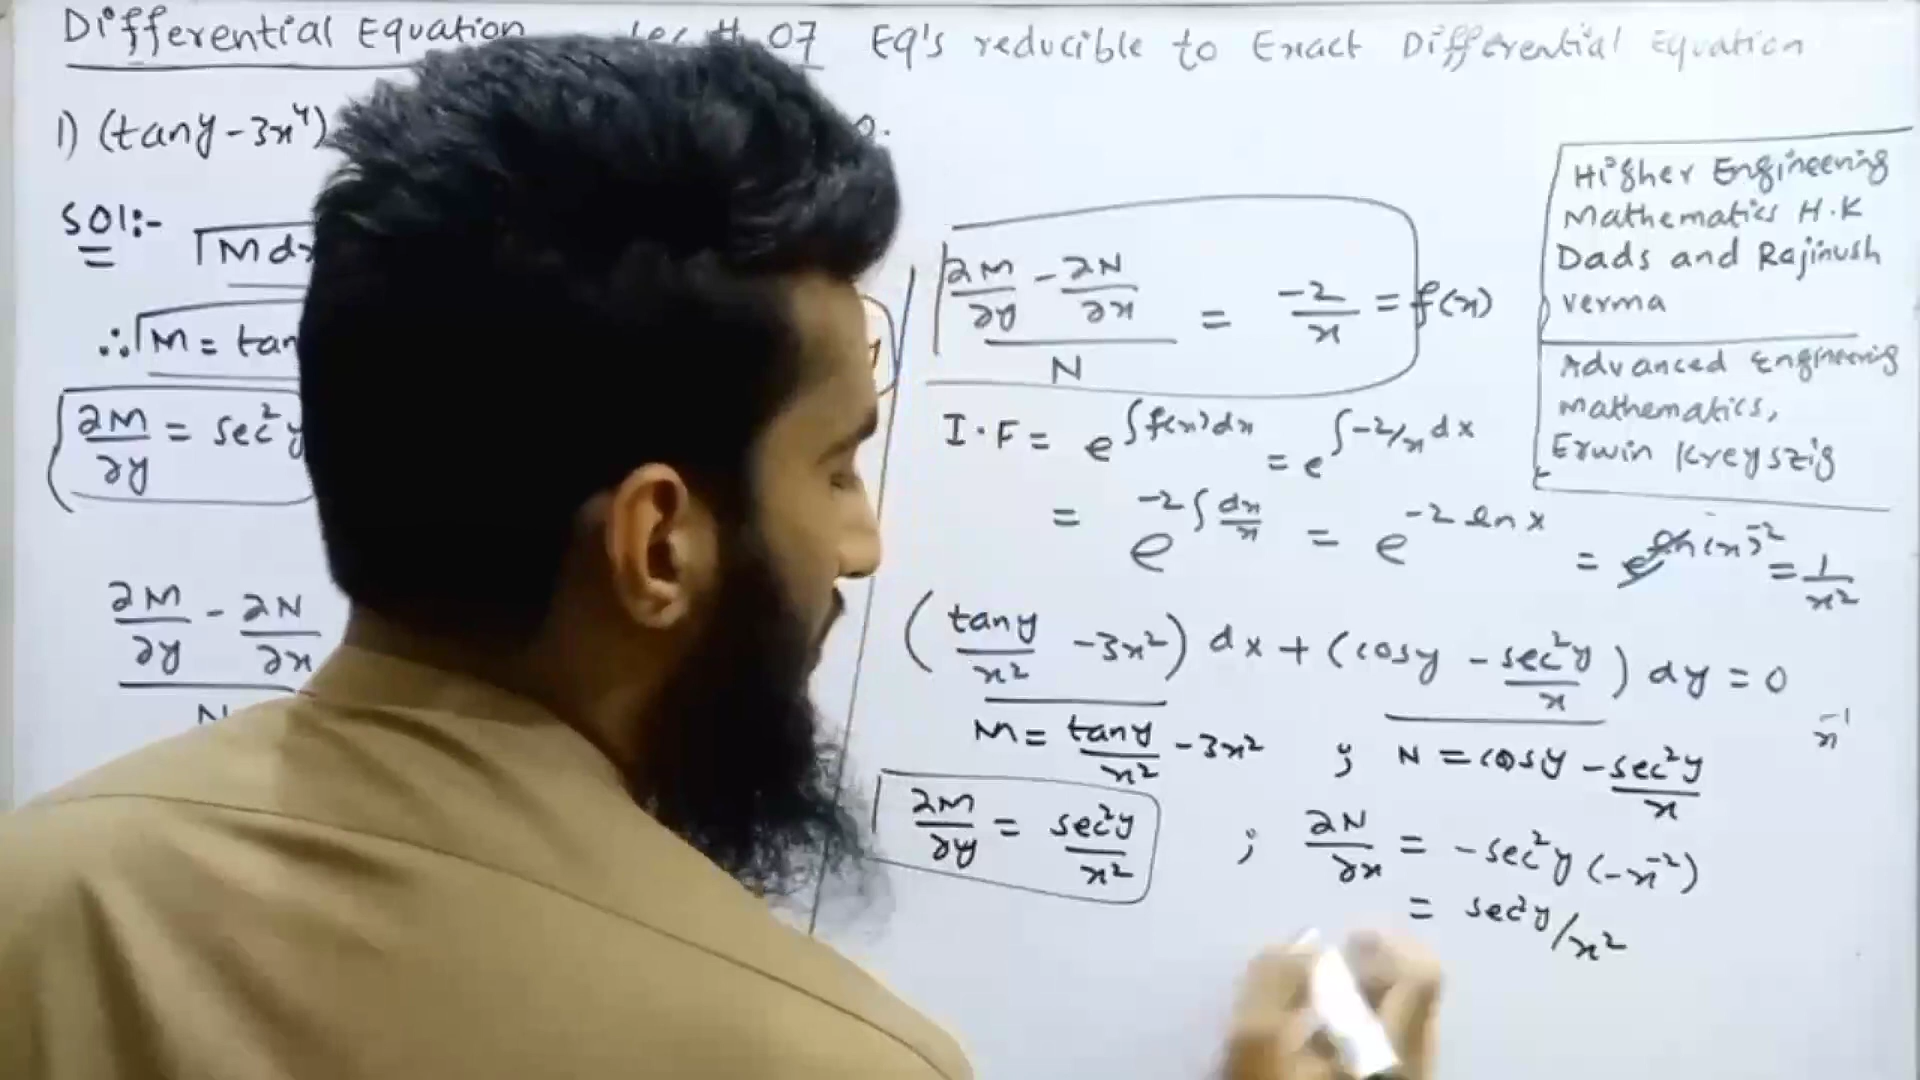 Differential Equation Lec # 07 Eq's reducible to Exact Differential Equation
1) (tany - 3x⁴)
Sol:- M dx
∴ M = tan
∂M/∂y = sec²y
∂M/∂y - ∂N/∂x
N
(∂M/∂y - ∂N/∂x)/N = -2/x = f(x)
I.F = e^∫f(x)dx = e^∫-2/x dx
= e^-2∫dx/x = e^-2 ln x = e^ln(x)^-2 = 1/x²
(tany/x² - 3x²) dx + (cosy - sec²y/x) dy = 0
x⁻¹
M = tany/x² - 3x² ; N = cosy - sec²y/x
∂M/∂y = sec²y/x² ; ∂N/∂x = -sec²y (-x⁻²)
= sec²y/x²
Higher Engineering
Mathematics H.K
Dads and Rajinush
verma
Advanced Engineering
mathematics,
Erwin Kreyszig